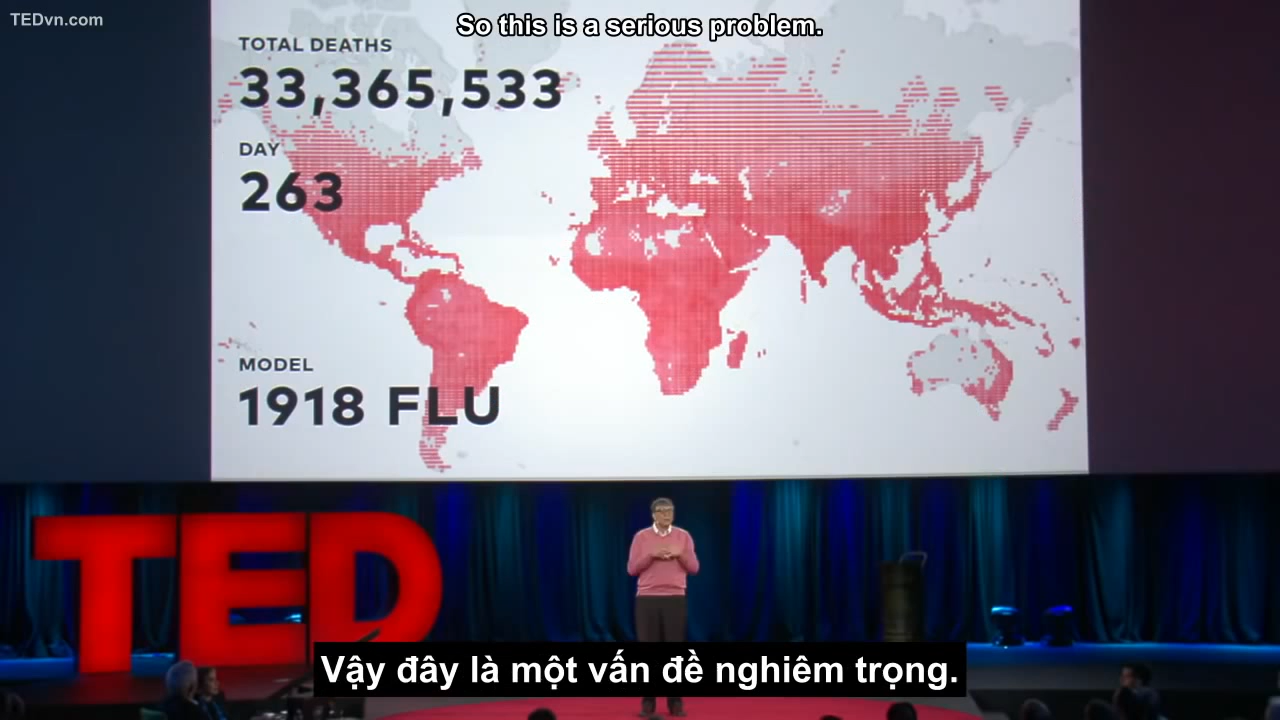 TEDvn.com
So this is a serious problem.
TOTAL DEATHS
33,365,533
DAY
263
MODEL
1918 FLU
TED
Vậy đây là một vấn đề nghiêm trọng.